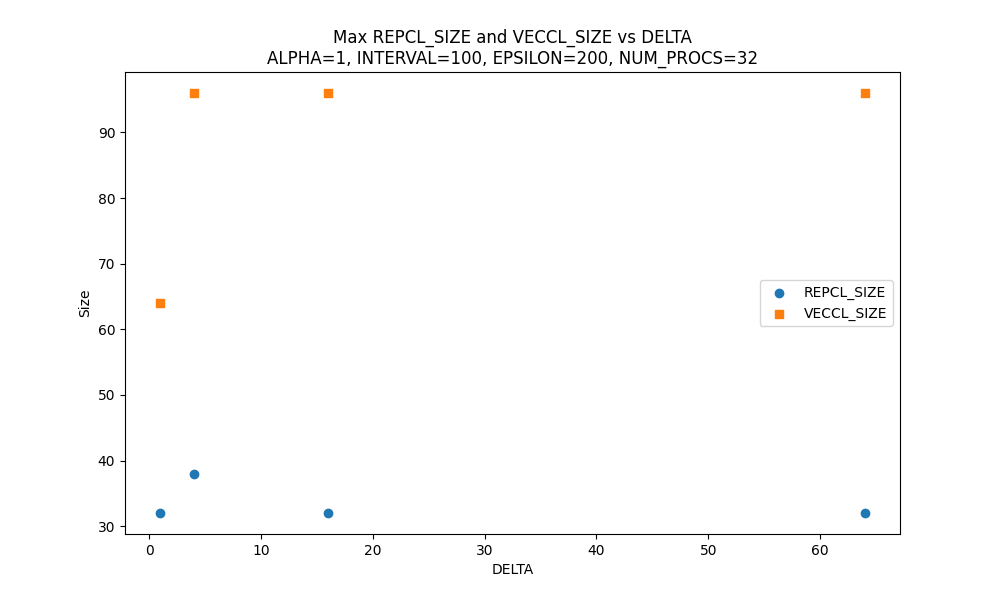 Max REPCL_SIZE and VECCL_SIZE vs DELTA
ALPHA=1, INTERVAL=100, EPSILON=200, NUM_PROCS=32
90
80
70
60
50
40
30
Size
REPCL_SIZE
VECCL_SIZE
0 10 20 30 40 50 60
DELTA